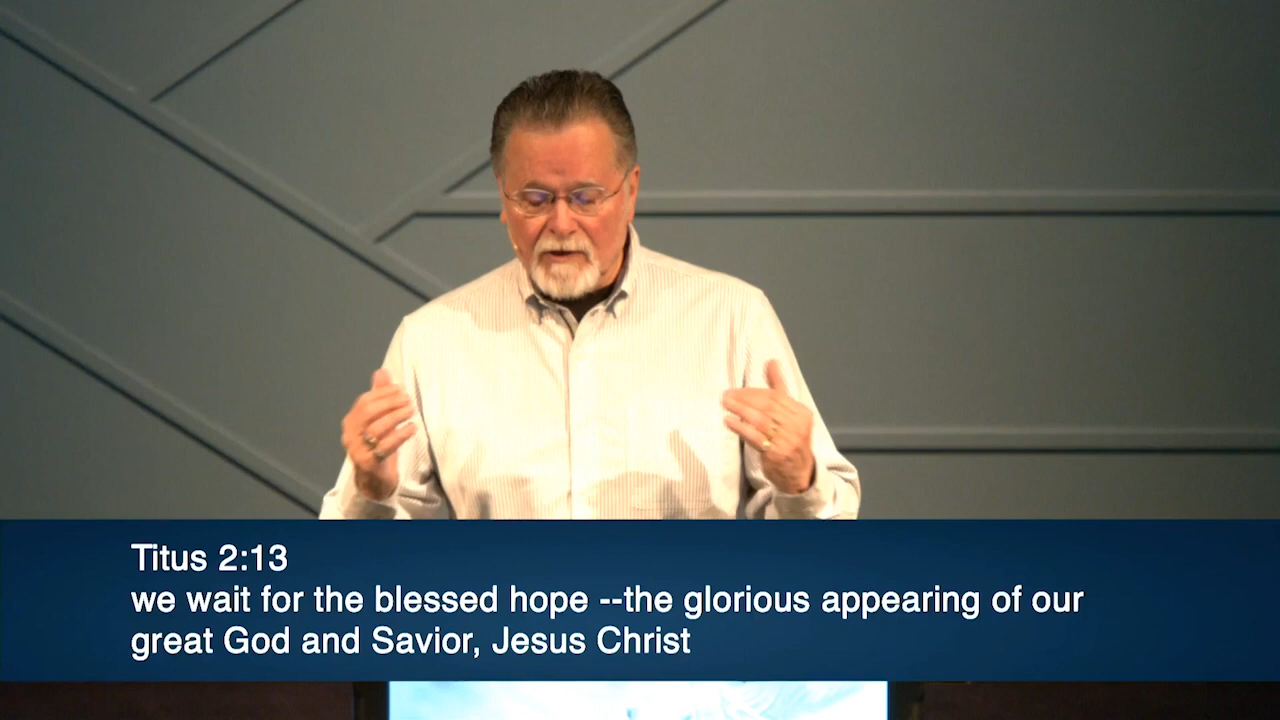 Titus 2:13
we wait for the blessed hope --the glorious appearing of our
great God and Savior, Jesus Christ